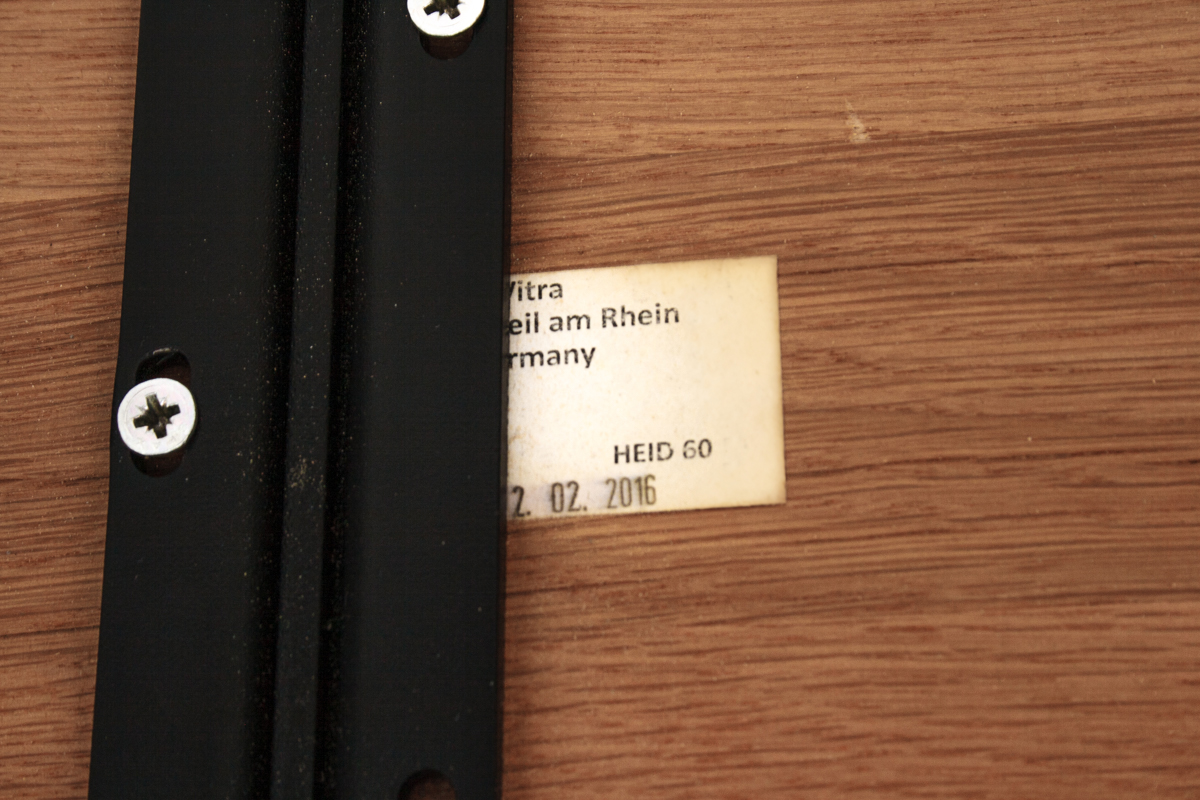 Vitra
eil am Rhein
rmany
HEID 60
2. 02. 2016